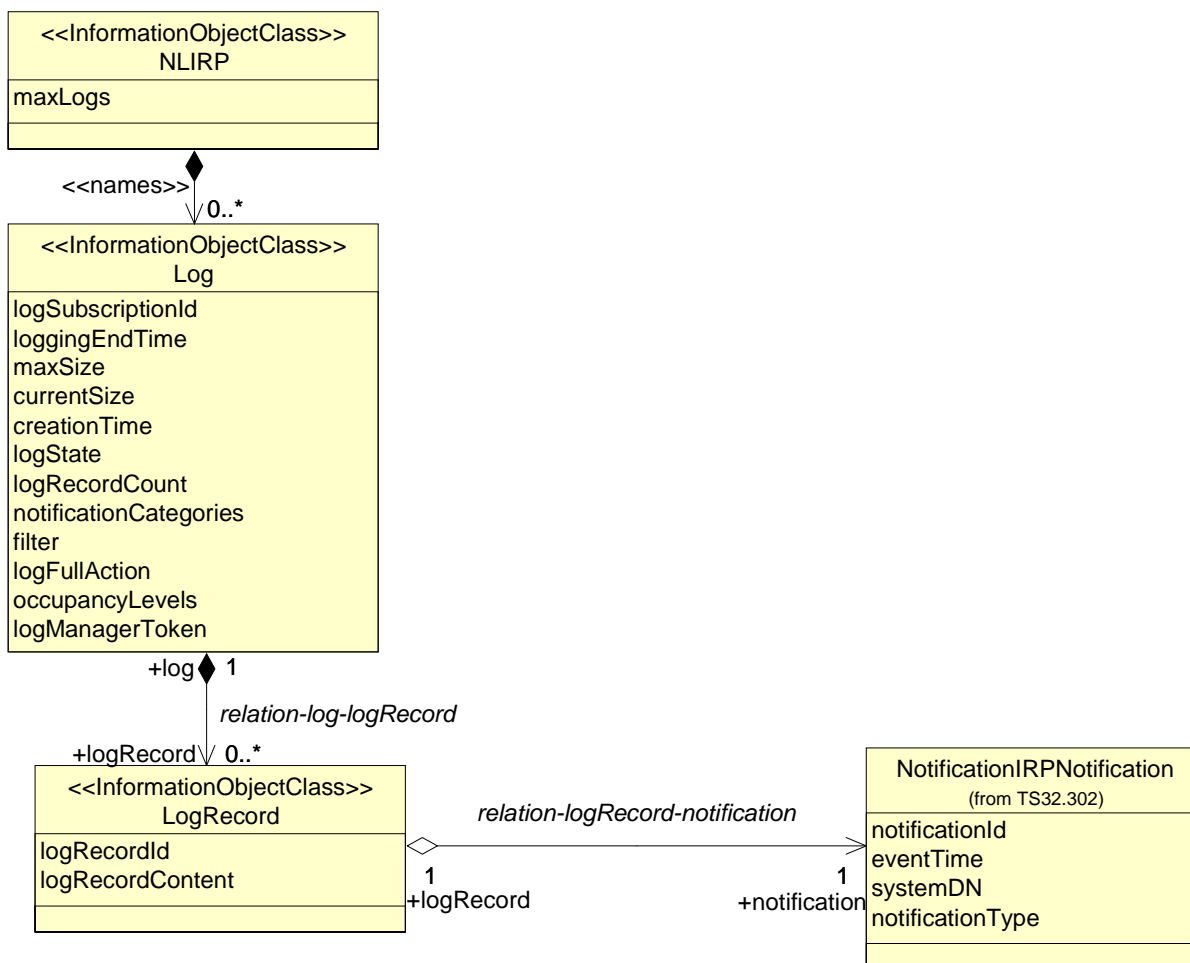 <<InformationObjectClass>>
NLIRP
maxLogs
<<names>>
0..*
<<InformationObjectClass>>
Log
logSubscriptionId
loggingEndTime
maxSize
currentSize
creationTime
logState
logRecordCount
notificationCategories
filter
logFullAction
occupancyLevels
logManagerToken
+log 1
relation-log-logRecord
+logRecord 0..*
<<InformationObjectClass>>
LogRecord
logRecordId
logRecordContent
relation-logRecord-notification
1
+logRecord
1
+notification
NotificationIRPNotification
(from TS32.302)
notificationId
eventTime
systemDN
notificationType